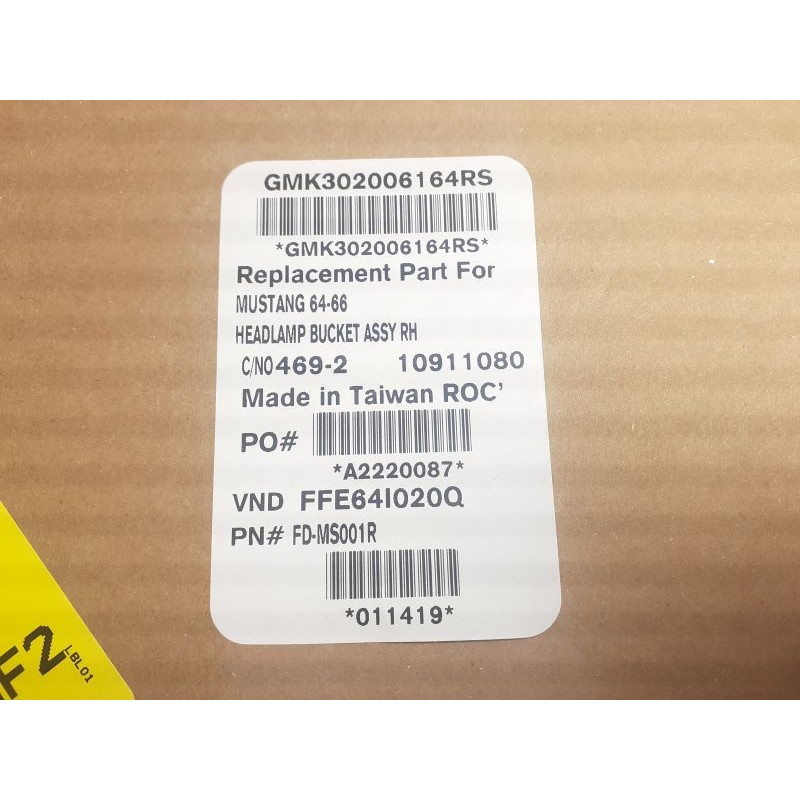 GMK302006164RS
*GMK302006164RS*
Replacement Part For
MUSTANG 64-66
HEADLAMP BUCKET ASSY RH
C/NO 469-2 10911080
Made in Taiwan ROC'
PO#
*A2220087*
VND FFE64I020Q
PN# FD-MS001R
*011419*
F2
LBL01